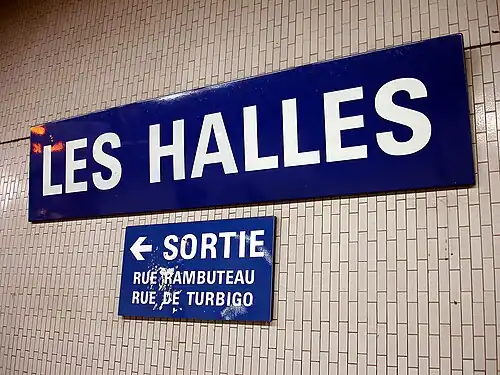 LES HALLES
← SORTIE
RUE RAMBUTEAU
RUE DE TURBIGO